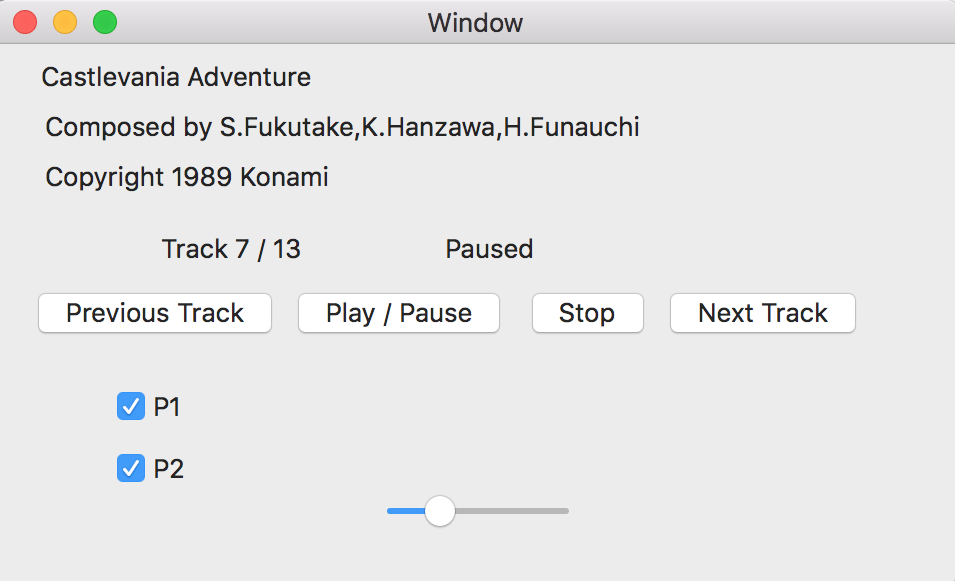 Window
Castlevania Adventure
Composed by S.Fukutake,K.Hanzawa,H.Funauchi
Copyright 1989 Konami
Track 7 / 13 Paused
Previous Track Play / Pause Stop Next Track
P1
P2